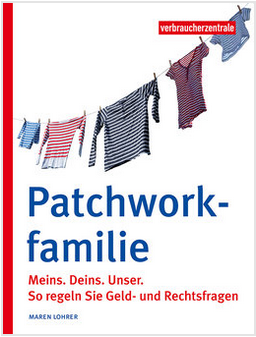 verbraucherzentrale
Patchwork-
familie
Meins. Deins. Unser.
So regeln Sie Geld- und Rechtsfragen
MAREN LOHRER